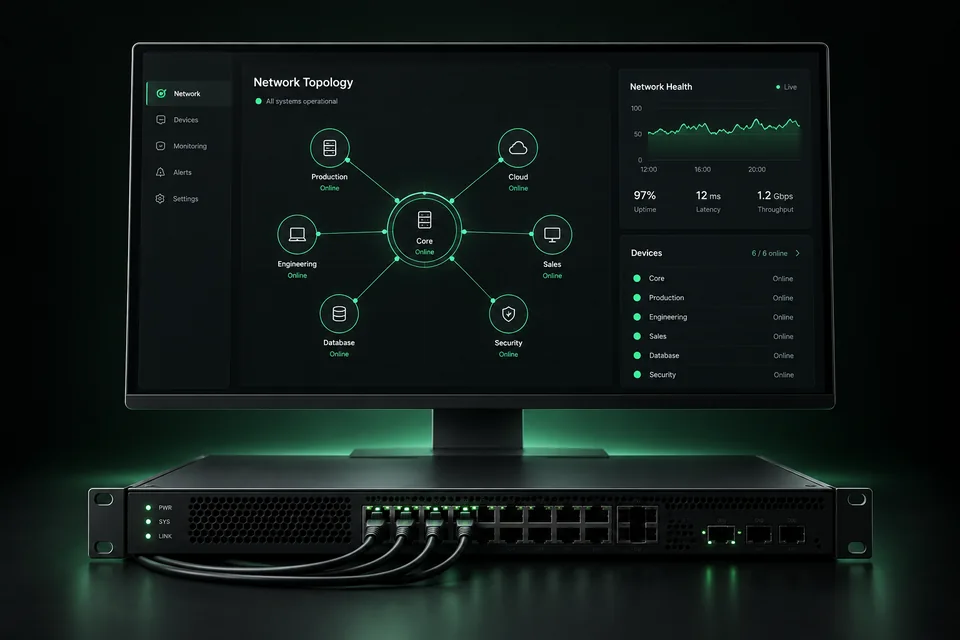 Network
Devices
Monitoring
Alerts
Settings
Network Topology
All systems operational
Production
Online
Cloud
Online
Core
Online
Engineering
Online
Sales
Online
Database
Online
Security
Online
Network Health
Live
100
50
0
12:00
16:00
20:00
97%
Uptime
12 ms
Latency
1.2 Gbps
Throughput
Devices
6 / 6 online
Core
Online
Production
Online
Engineering
Online
Sales
Online
Database
Online
Security
Online
PWR
SYS
LINK